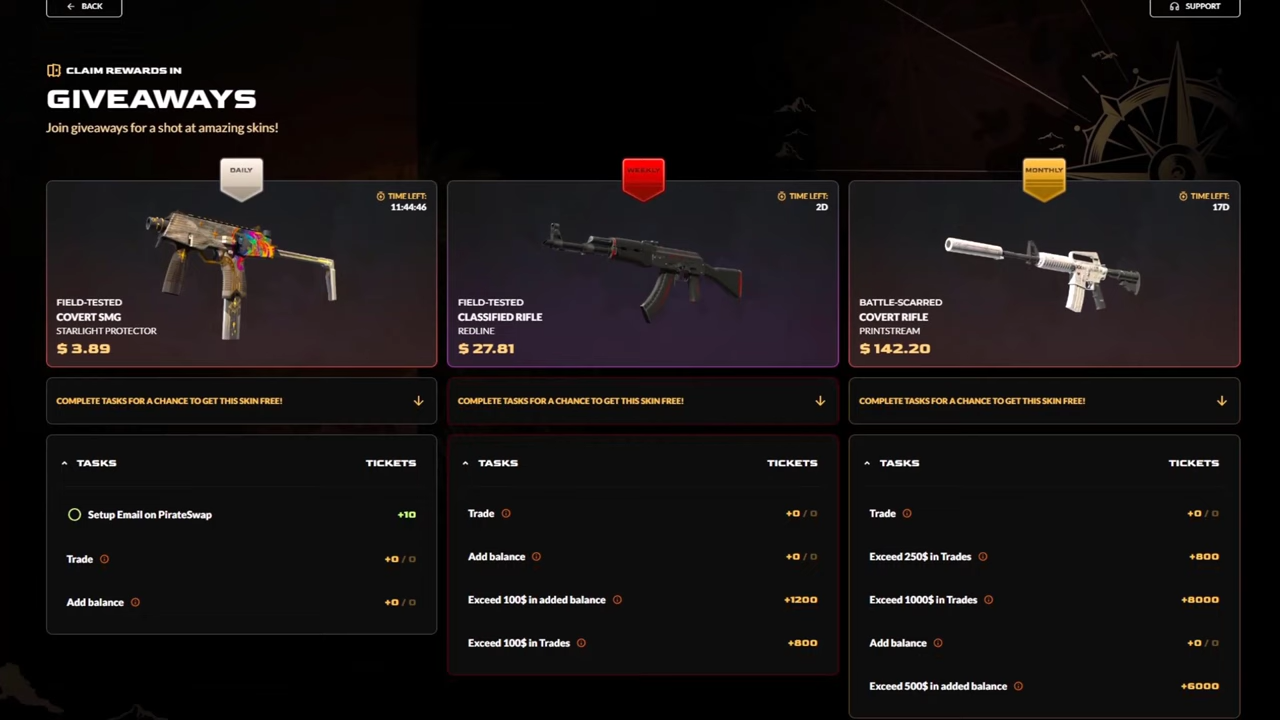 BACK
SUPPORT
CLAIM REWARDS IN
GIVEAWAYS
Join giveaways for a shot at amazing skins!
DAILY
TIME LEFT:
11:44:46
FIELD-TESTED
COVERT SMG
STARLIGHT PROTECTOR
$ 3.89
COMPLETE TASKS FOR A CHANCE TO GET THIS SKIN FREE!
TASKS
TICKETS
Setup Email on PirateSwap
+10
Trade
+0 / 0
Add balance
+0 / 0
WEEKLY
TIME LEFT:
2D
FIELD-TESTED
CLASSIFIED RIFLE
REDLINE
$ 27.81
COMPLETE TASKS FOR A CHANCE TO GET THIS SKIN FREE!
TASKS
TICKETS
Trade
+0 / 0
Add balance
+0 / 0
Exceed 100$ in added balance
+1200
Exceed 100$ in Trades
+800
MONTHLY
TIME LEFT:
17D
BATTLE-SCARRED
COVERT RIFLE
PRINTSTREAM
$ 142.20
COMPLETE TASKS FOR A CHANCE TO GET THIS SKIN FREE!
TASKS
TICKETS
Trade
+0 / 0
Exceed 250$ in Trades
+800
Exceed 1000$ in Trades
+8000
Add balance
+0 / 0
Exceed 500$ in added balance
+6000